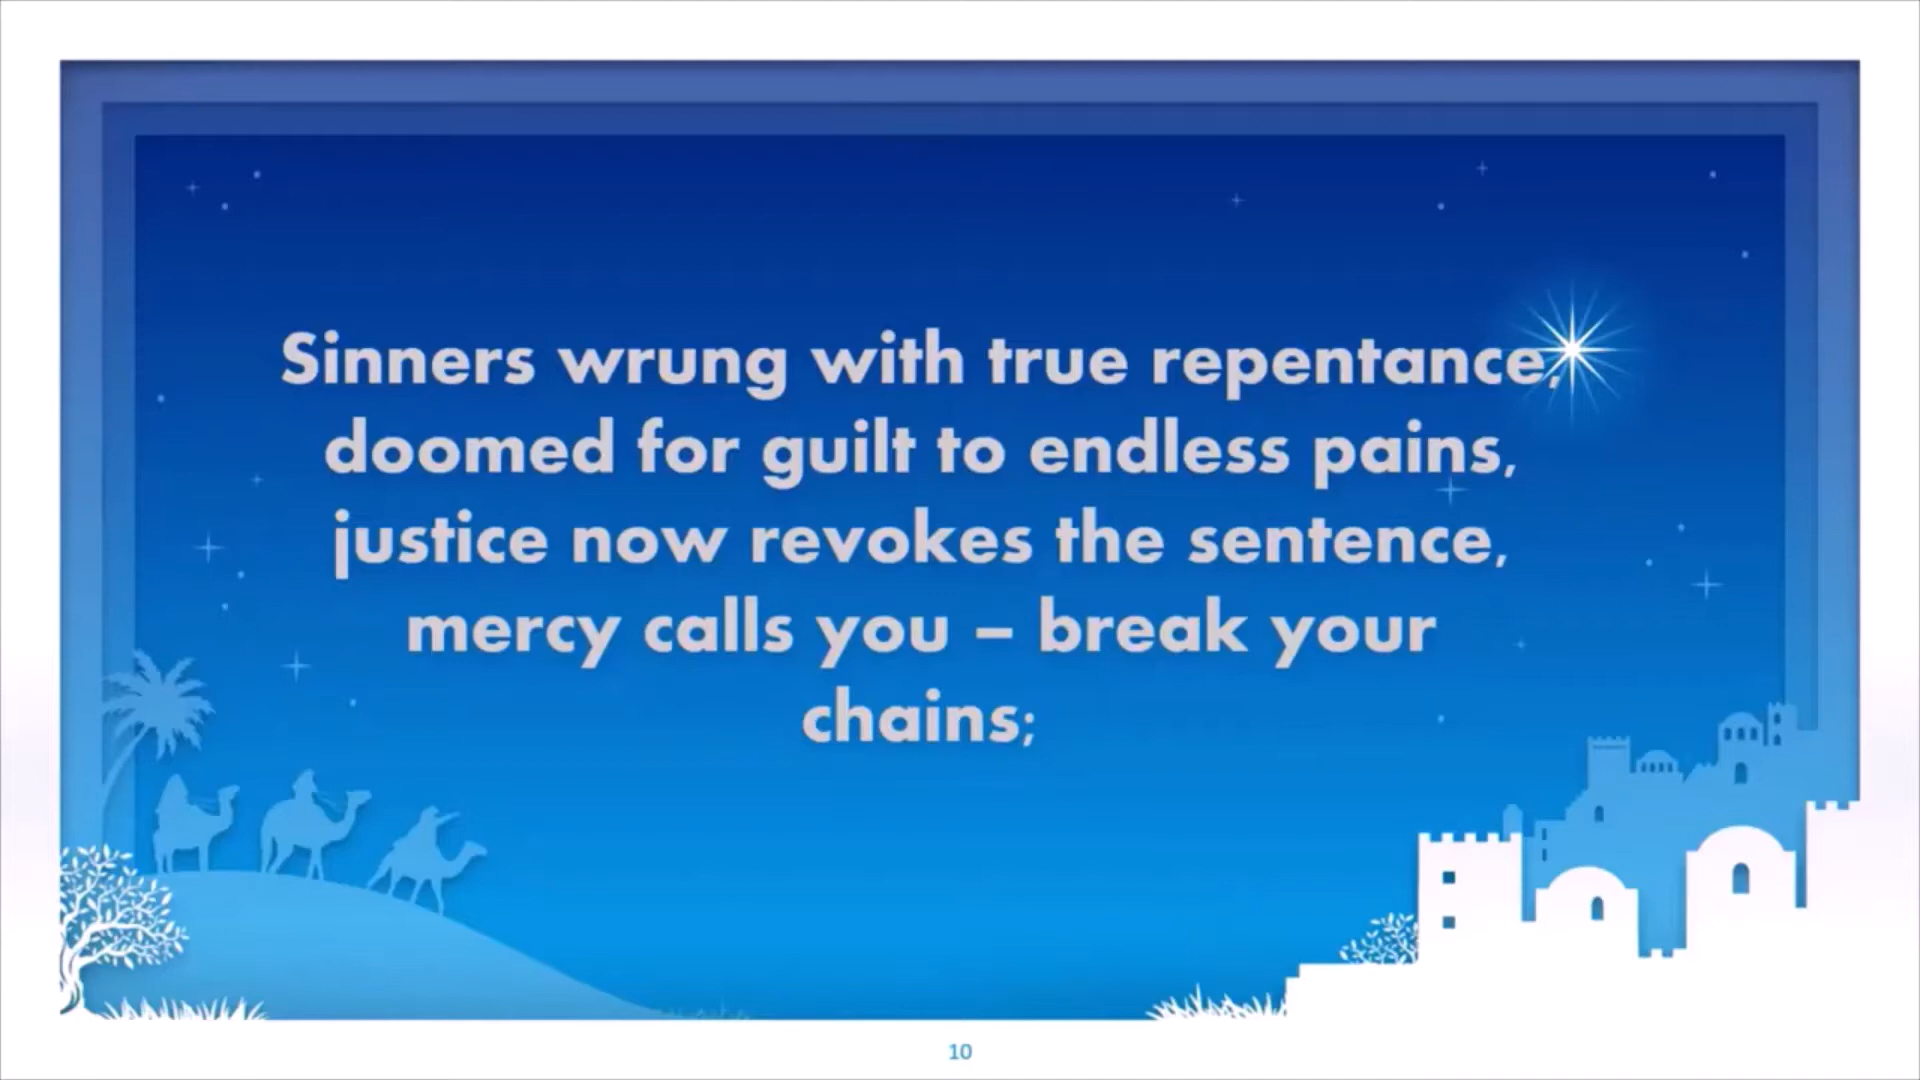 Sinners wrung with true repentance,
doomed for guilt to endless pains,
justice now revokes the sentence,
mercy calls you – break your
chains;
10